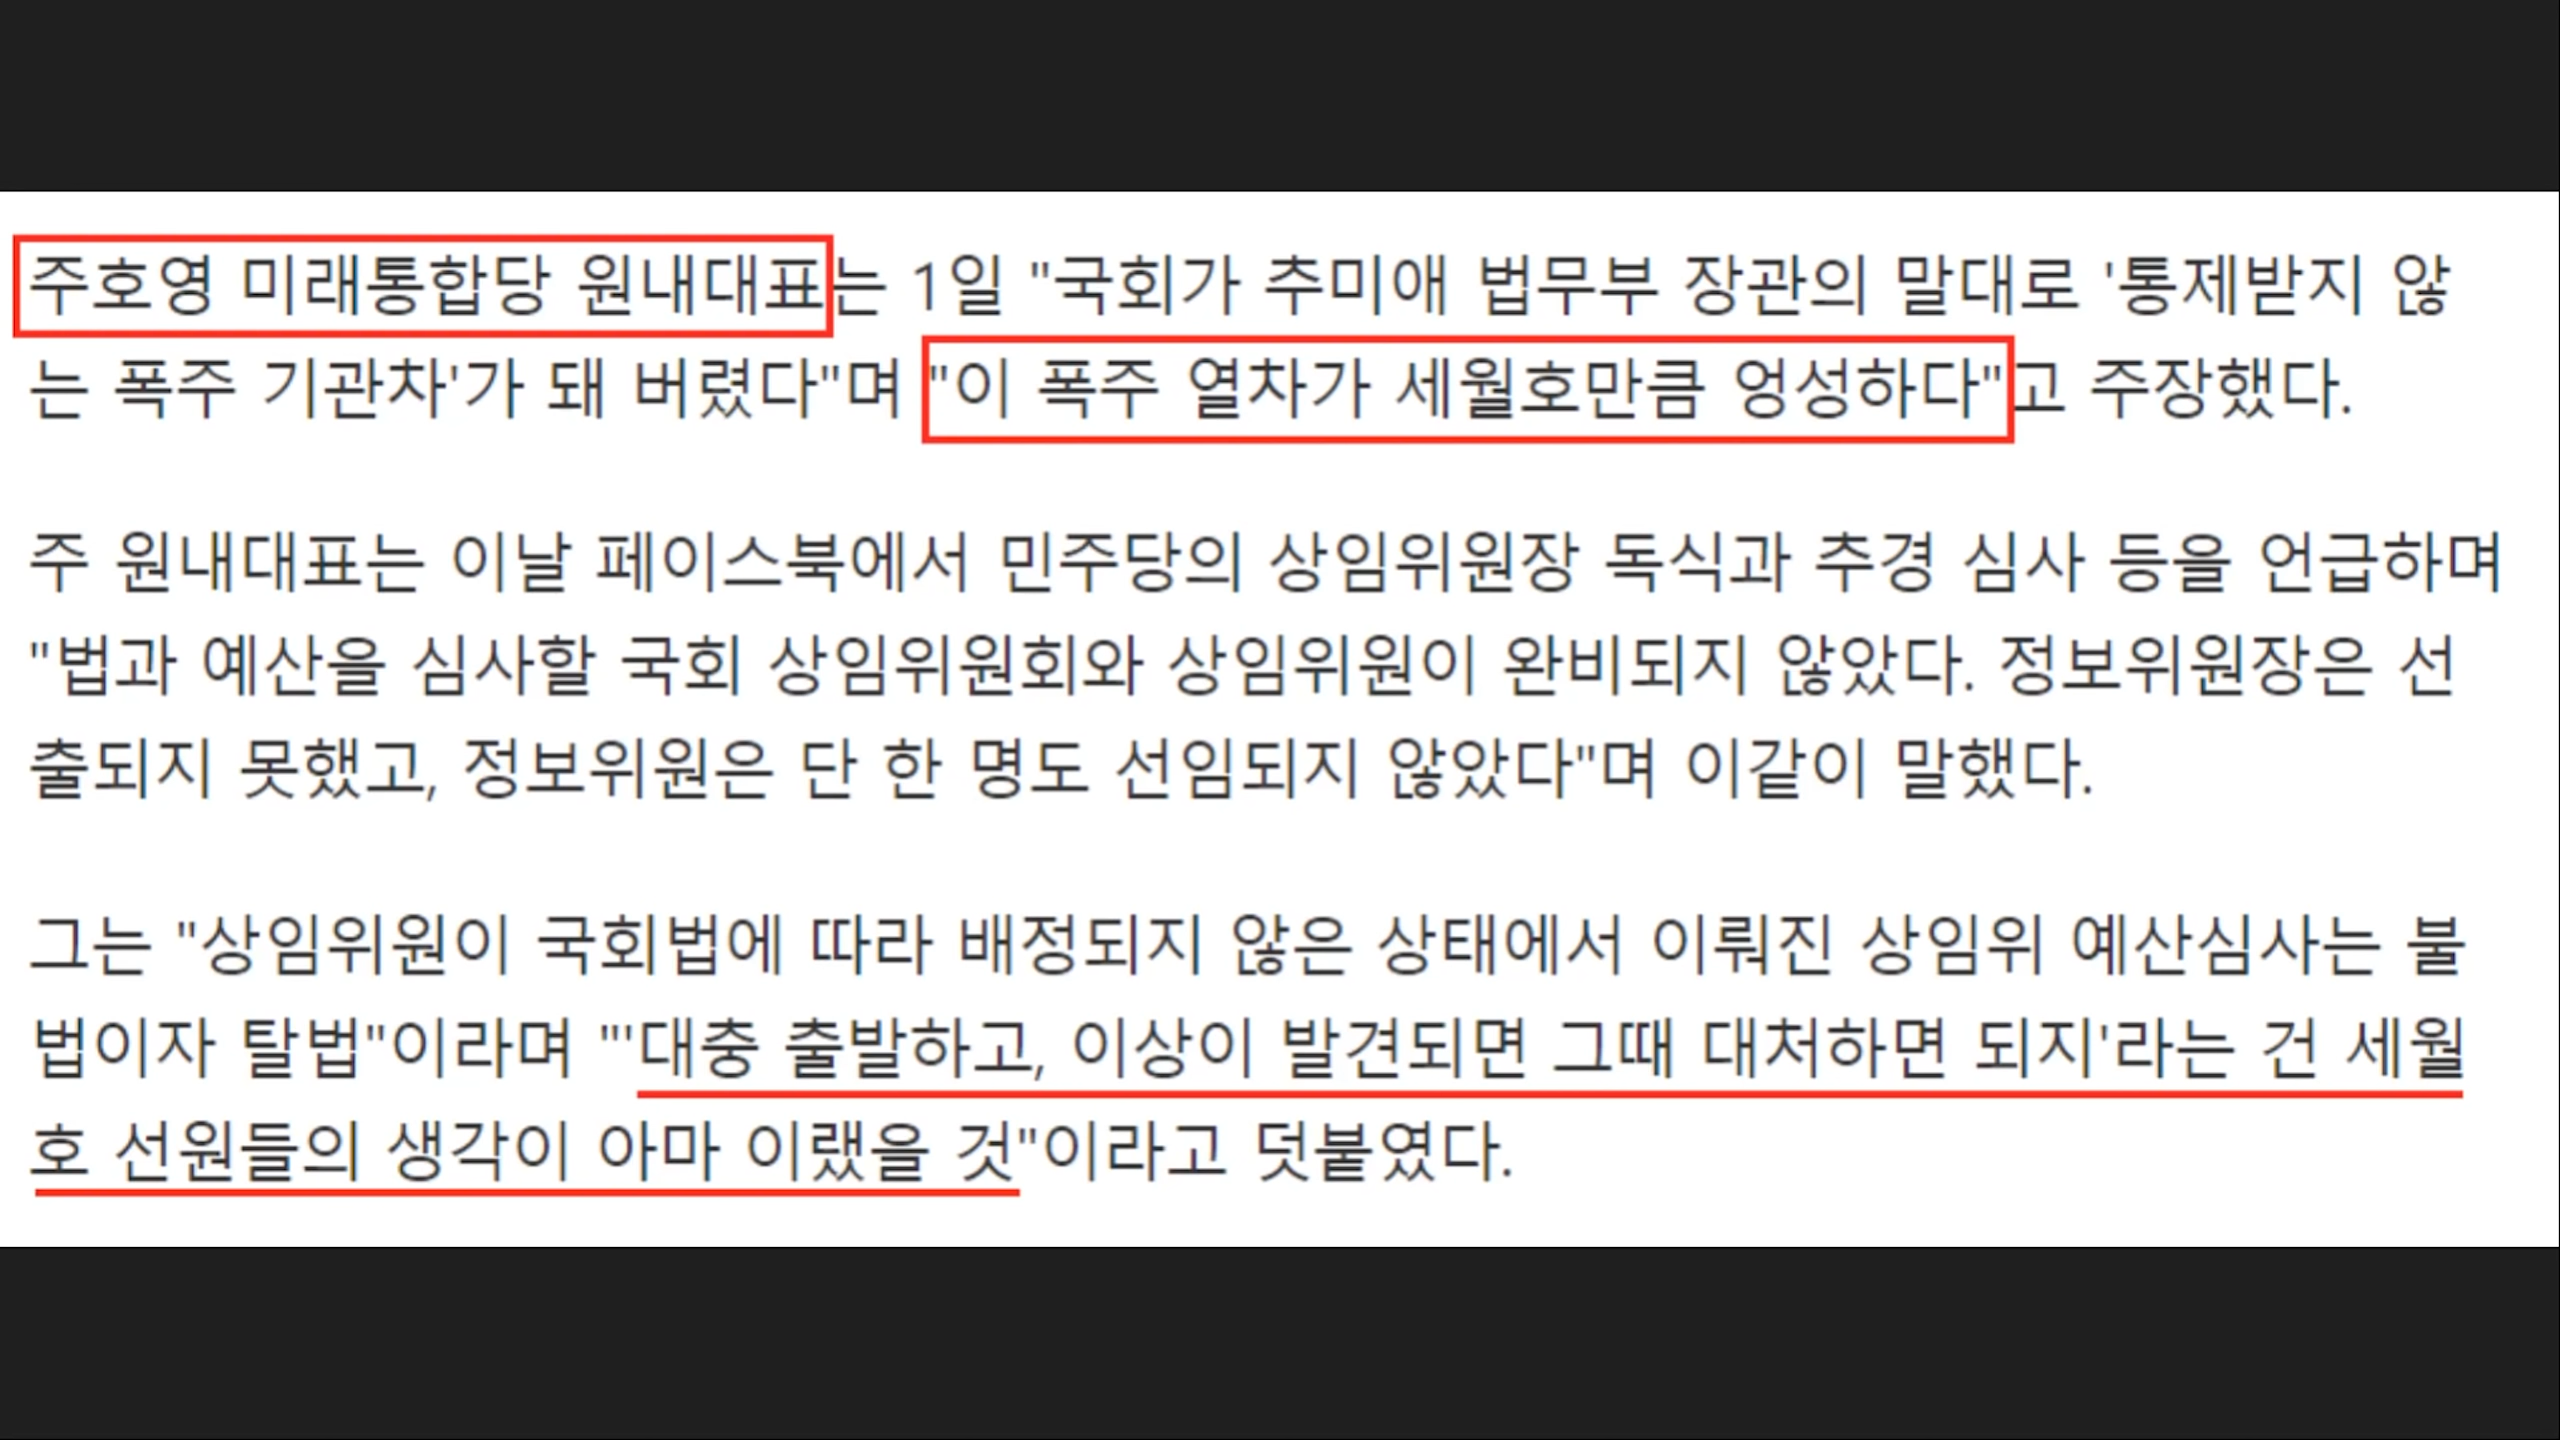 주호영 미래통합당 원내대표는 1일 "국회가 추미애 법무부 장관의 말대로 '통제받지 않
는 폭주 기관차'가 돼 버렸다"며 "이 폭주 열차가 세월호만큼 엉성하다"고 주장했다.
주 원내대표는 이날 페이스북에서 민주당의 상임위원장 독식과 추경 심사 등을 언급하며
"법과 예산을 심사할 국회 상임위원회와 상임위원이 완비되지 않았다. 정보위원장은 선
출되지 못했고, 정보위원은 단 한 명도 선임되지 않았다"며 이같이 말했다.
그는 "상임위원이 국회법에 따라 배정되지 않은 상태에서 이뤄진 상임위 예산심사는 불
법이자 탈법"이라며 "'대충 출발하고, 이상이 발견되면 그때 대처하면 되지'라는 건 세월
호 선원들의 생각이 아마 이랬을 것"이라고 덧붙였다.